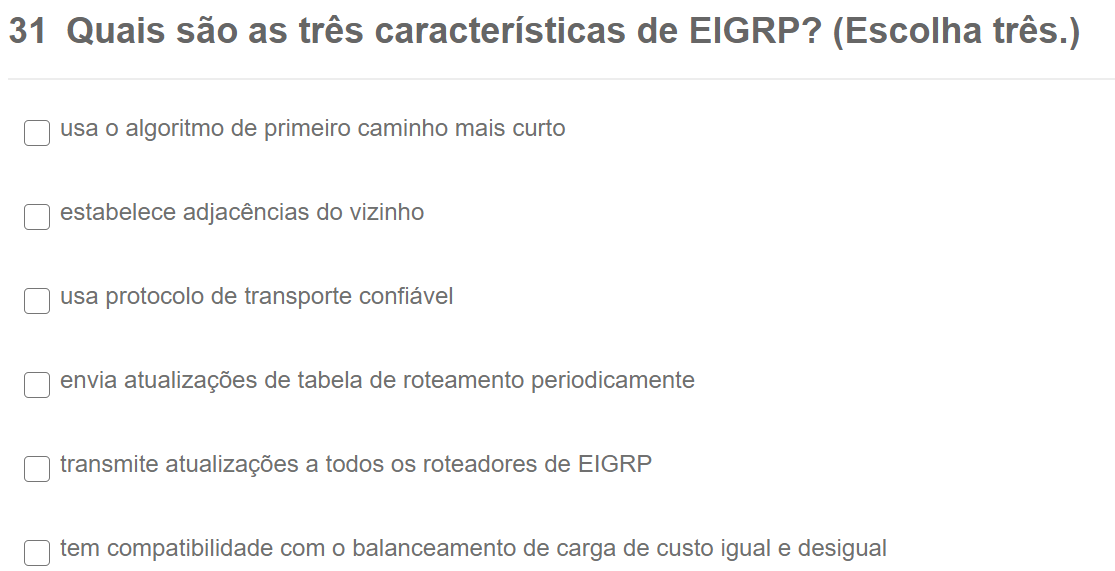 31 Quais são as três características de EIGRP? (Escolha três.)
usa o algoritmo de primeiro caminho mais curto
estabelece adjacências do vizinho
usa protocolo de transporte confiável
envia atualizações de tabela de roteamento periodicamente
transmite atualizações a todos os roteadores de EIGRP
tem compatibilidade com o balanceamento de carga de custo igual e desigual